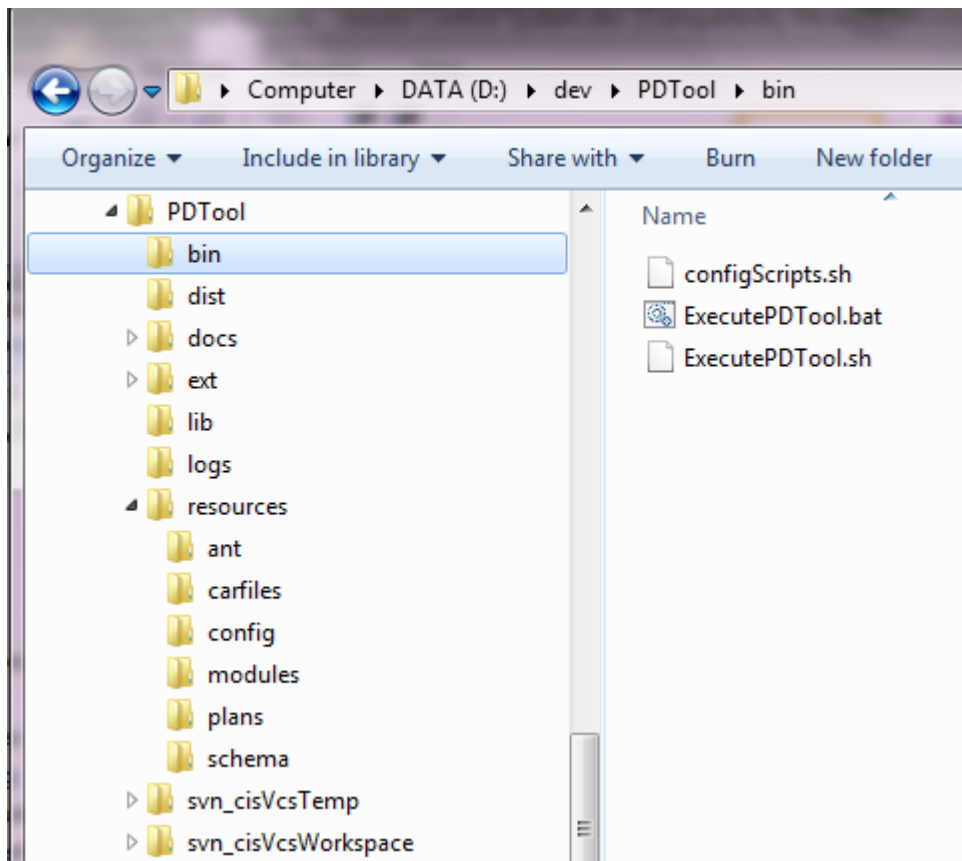 Computer DATA (D:) dev PDTool bin
Organize Include in library Share with Burn New folder
PDTool
bin
dist
docs
ext
lib
logs
resources
ant
carfiles
config
modules
plans
schema
svn_cisVcsTemp
svn_cisVcsWorkspace
Name
configScripts.sh
ExecutePDTool.bat
ExecutePDTool.sh